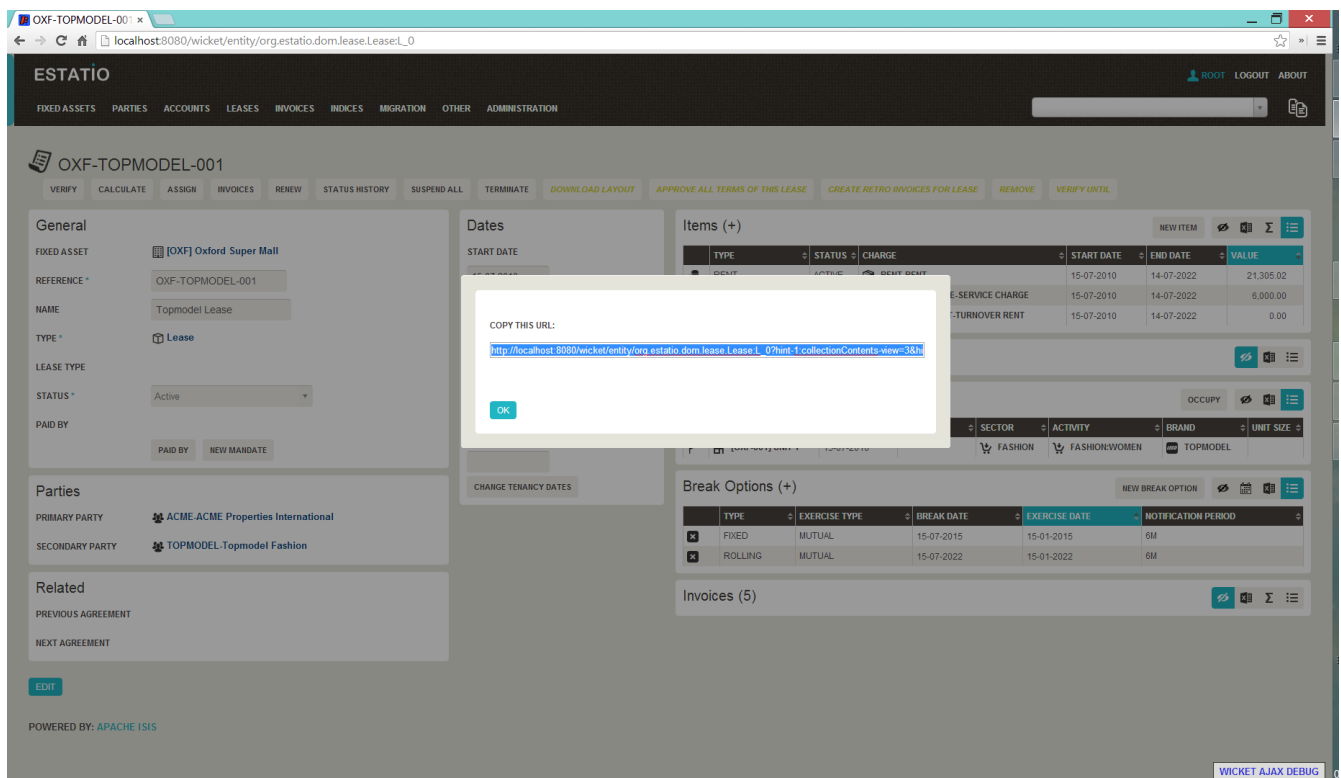 OXF-TOPMODEL-001 ×
localhost:8080/wicket/entity/org.estatio.dom.lease.Lease:L_0
ESTATIO
ROOT LOGOUT ABOUT
FIXED ASSETS PARTIES ACCOUNTS LEASES INVOICES INDICES MIGRATION OTHER ADMINISTRATION
OXF-TOPMODEL-001
VERIFY CALCULATE ASSIGN INVOICES RENEW STATUS HISTORY SUSPEND ALL TERMINATE DOWNLOAD LAYOUT APPROVE ALL TERMS OF THIS LEASE CREATE RETRO INVOICES FOR LEASE REMOVE VERIFY UNTIL
General
FIXED ASSET [OXF] Oxford Super Mall
REFERENCE * OXF-TOPMODEL-001
NAME Topmodel Lease
TYPE * Lease
LEASE TYPE
STATUS * Active
PAID BY
PAID BY NEW MANDATE
Parties
PRIMARY PARTY ACME-ACME Properties International
SECONDARY PARTY TOPMODEL-Topmodel Fashion
Related
PREVIOUS AGREEMENT
NEXT AGREEMENT
EDIT
POWERED BY: APACHE ISIS
Dates
START DATE
15-07-2010
COPY THIS URL:
http://localhost:8080/wicket/entity/org.estatio.dom.lease.Lease:L_0?hint-1:collectionContents-view=3&hi
OK
CHANGE TENANCY DATES
Items (+) NEW ITEM Σ
TYPE STATUS CHARGE START DATE END DATE VALUE
RENT ACTIVE RENT-RENT 15-07-2010 14-07-2022 21,305.02
E-SERVICE CHARGE 15-07-2010 14-07-2022 6,000.00
T-TURNOVER RENT 15-07-2010 14-07-2022 0.00
OCCUPY
SECTOR ACTIVITY BRAND UNIT SIZE
[OXF-001] UNIT 1 15-07-2010 FASHION FASHION:WOMEN TOPMODEL
Break Options (+) NEW BREAK OPTION
TYPE EXERCISE TYPE BREAK DATE EXERCISE DATE NOTIFICATION PERIOD
FIXED MUTUAL 15-07-2015 15-01-2015 6M
ROLLING MUTUAL 15-07-2022 15-01-2022 6M
Invoices (5) Σ
WICKET AJAX DEBUG